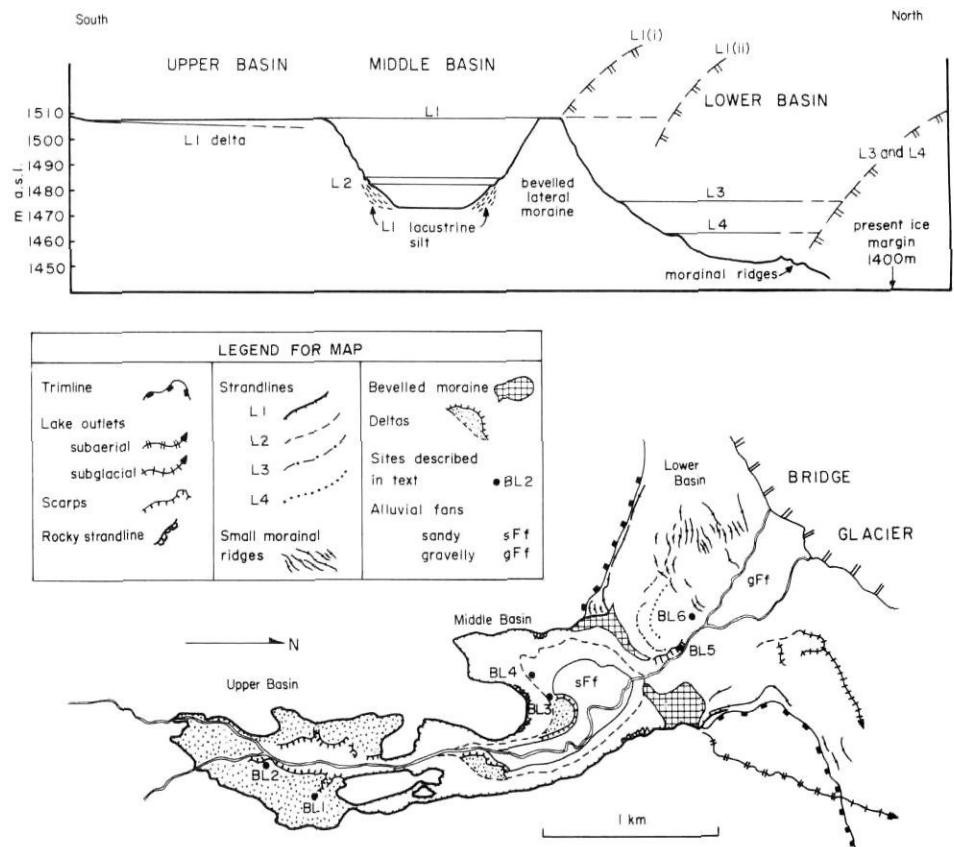 South
North
UPPER BASIN
MIDDLE BASIN
LOWER BASIN
L1(i)
L1(ii)
L1
L1 delta
L2
L1 lacustrine
silt
bevelled
lateral
moraine
L3 and L4
L3
L4
present ice
margin
1400m
morainal ridges
m a.s.l.
1510
1500
1490
1480
1470
1460
1450
LEGEND FOR MAP
Trimline
Lake outlets
subaerial
subglacial
Scarps
Rocky strandline
Strandlines
L1
L2
L3
L4
Small morainal
ridges
Bevelled moraine
Deltas
Sites described
in text
BL2
Alluvial fans
sandy sFf
gravelly gFf
Lower
Basin
BRIDGE
GLACIER
gFf
BL6
BL5
Middle Basin
BL4
sFf
BL3
N
Upper Basin
BL2
BL1
1 km